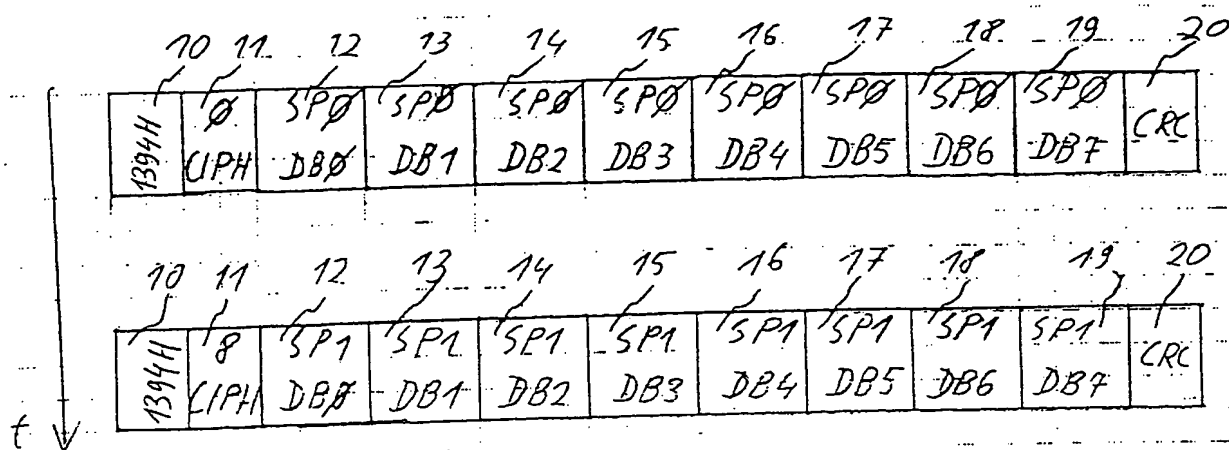 10 11 12 13 14 15 16 17 18 19 20
1394H Ø SPØ SPØ SPØ SPØ SPØ SPØ SPØ SPØ CRC
CIPH DBØ DB1 DB2 DB3 DB4 DB5 DB6 DB7
10 11 12 13 14 15 16 17 18 19 20
1394H 8 SP1 SP1 SP1 SP1 SP1 SP1 SP1 SP1 CRC
CIPH DBØ DB1 DB2 DB3 DB4 DB5 DB6 DB7
t